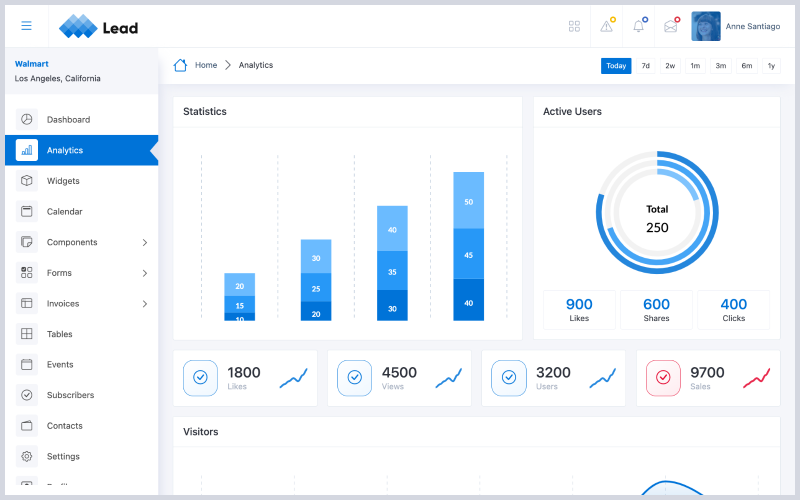 Lead
Anne Santiago
Walmart
Los Angeles, California
Home
Analytics
Today
7d
2w
1m
3m
6m
1y
Dashboard
Analytics
Widgets
Calendar
Components
Forms
Invoices
Tables
Events
Subscribers
Contacts
Settings
Statistics
20
15
10
30
25
20
40
35
30
50
45
40
Active Users
Total
250
900
Likes
600
Shares
400
Clicks
1800
Likes
4500
Views
3200
Users
9700
Sales
Visitors